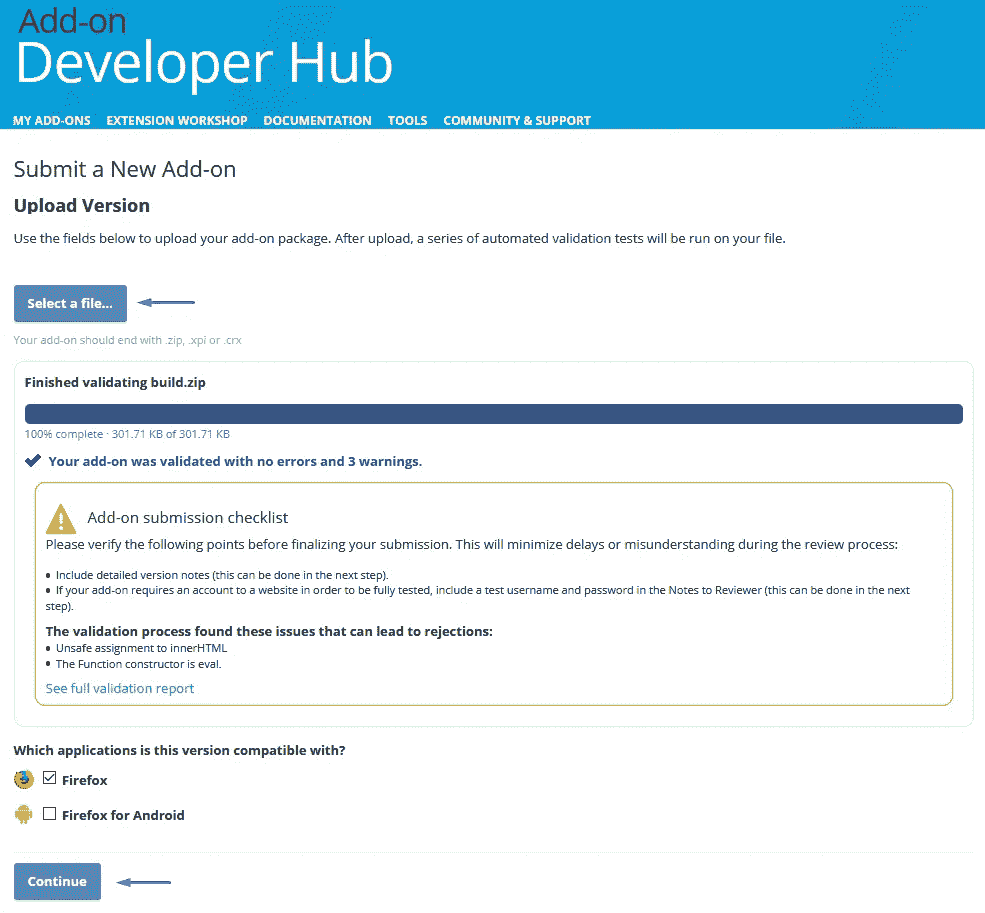 Add-on
Developer Hub
MY ADD-ONS EXTENSION WORKSHOP DOCUMENTATION TOOLS COMMUNITY & SUPPORT
Submit a New Add-on
Upload Version
Use the fields below to upload your add-on package. After upload, a series of automated validation tests will be run on your file.
Select a file...
Your add-on should end with .zip, .xpi or .crx
Finished validating build.zip
100% complete · 301.71 KB of 301.71 KB
Your add-on was validated with no errors and 3 warnings.
Add-on submission checklist
Please verify the following points before finalizing your submission. This will minimize delays or misunderstanding during the review process:
• Include detailed version notes (this can be done in the next step).
• If your add-on requires an account to a website in order to be fully tested, include a test username and password in the Notes to Reviewer (this can be done in the next
step).
The validation process found these issues that can lead to rejections:
• Unsafe assignment to innerHTML
• The Function constructor is eval.
See full validation report
Which applications is this version compatible with?
Firefox
Firefox for Android
Continue